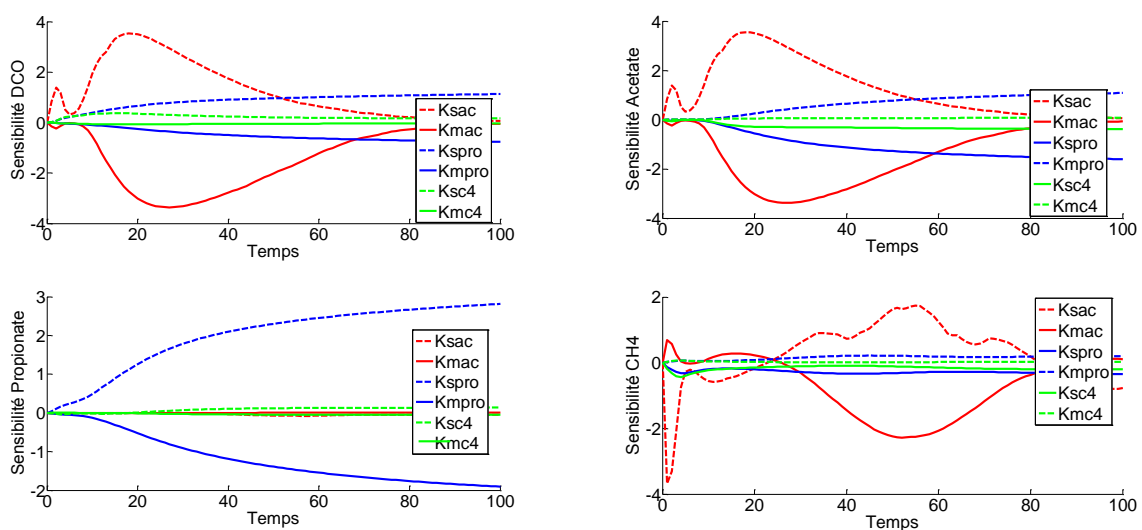 Sensibilité DCO
4
2
0
-2
-4
0
20
40
60
80
100
Temps
Ksac
Kmac
Kspro
Kmpro
Ksc4
Kmc4
Sensibilité Acetate
4
2
0
-2
-4
0
20
40
60
80
100
Temps
Ksac
Kmac
Kspro
Kmpro
Ksc4
Kmc4
Sensibilité Propionate
3
2
1
0
-1
-2
0
20
40
60
80
100
Temps
Ksac
Kmac
Kspro
Kmpro
Ksc4
Kmc4
Sensibilité CH4
2
0
-2
-4
0
20
40
60
80
100
Temps
Ksac
Kmac
Kspro
Kmpro
Ksc4
Kmc4